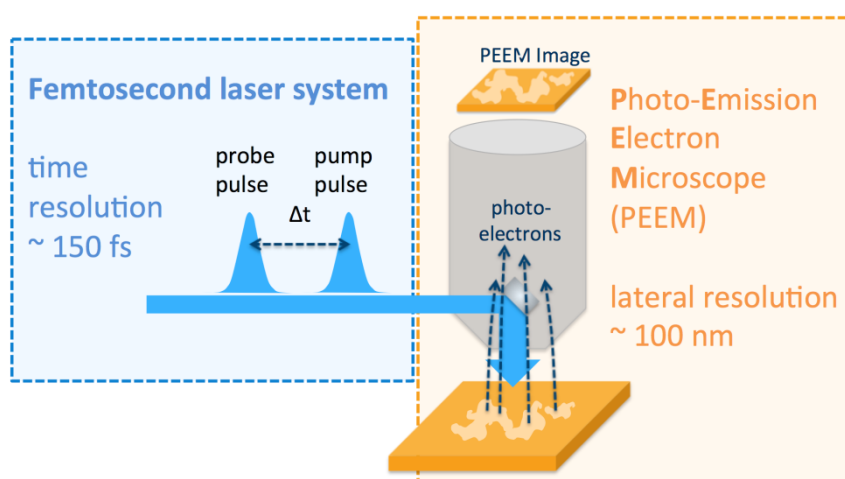 Femtosecond laser system
time
resolution
~ 150 fs
probe
pulse
pump
pulse
Δt
PEEM Image
photo-
electrons
Photo-Emission
Electron
Microscope
(PEEM)
lateral resolution
~ 100 nm